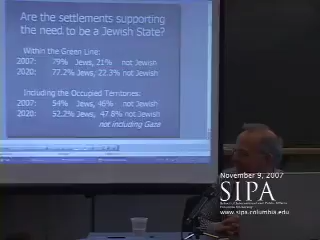 Are the settlements supporting
the need to be a Jewish State?
Within the Green Line:
2007: 79% Jews, 21% not Jewish
2020: 77.2% Jews, 22.3% not Jewish
Including the Occupied Territories:
2007: 54% Jews, 46% not Jewish
2020: 52.2% Jews, 47.8% not Jewish
not including Gaza
November 9, 2007
SIPA
www.sipa.columbia.edu